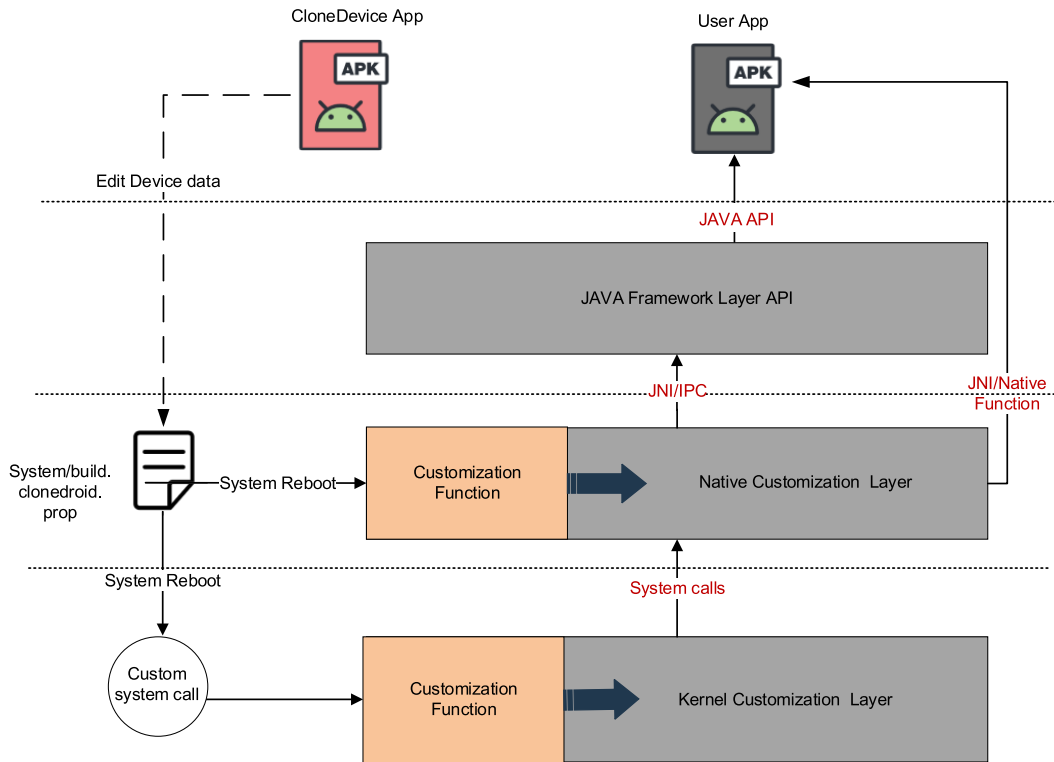 CloneDevice App
User App
APK
APK
Edit Device data
JAVA API
JAVA Framework Layer API
JNI/IPC
JNI/Native
Function
System/build.
clonedroid.
prop
System Reboot
Customization
Function
Native Customization Layer
System Reboot
System calls
Custom
system call
Customization
Function
Kernel Customization Layer